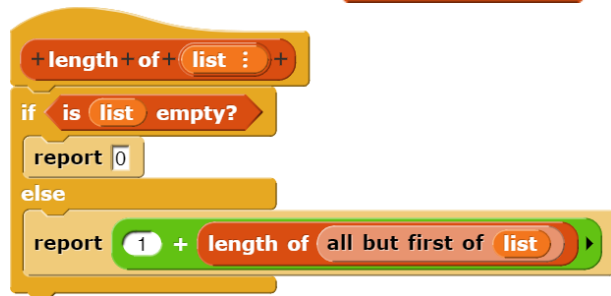 +length+of+ list ⋮ +
if is list empty?
report 0
else
report 1 + length of all but first of list